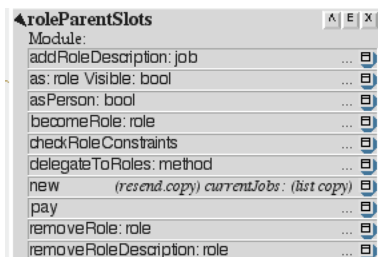 roleParentSlots ʌ E X
Module:
addRoleDescription: job ...
as: role Visible: bool ...
asPerson: bool ...
becomeRole: role ...
checkRoleConstraints ...
delegateToRoles: method ...
new (resend.copy) currentJobs: (list copy)
pay ...
removeRole: role ...
removeRoleDescription: role ...